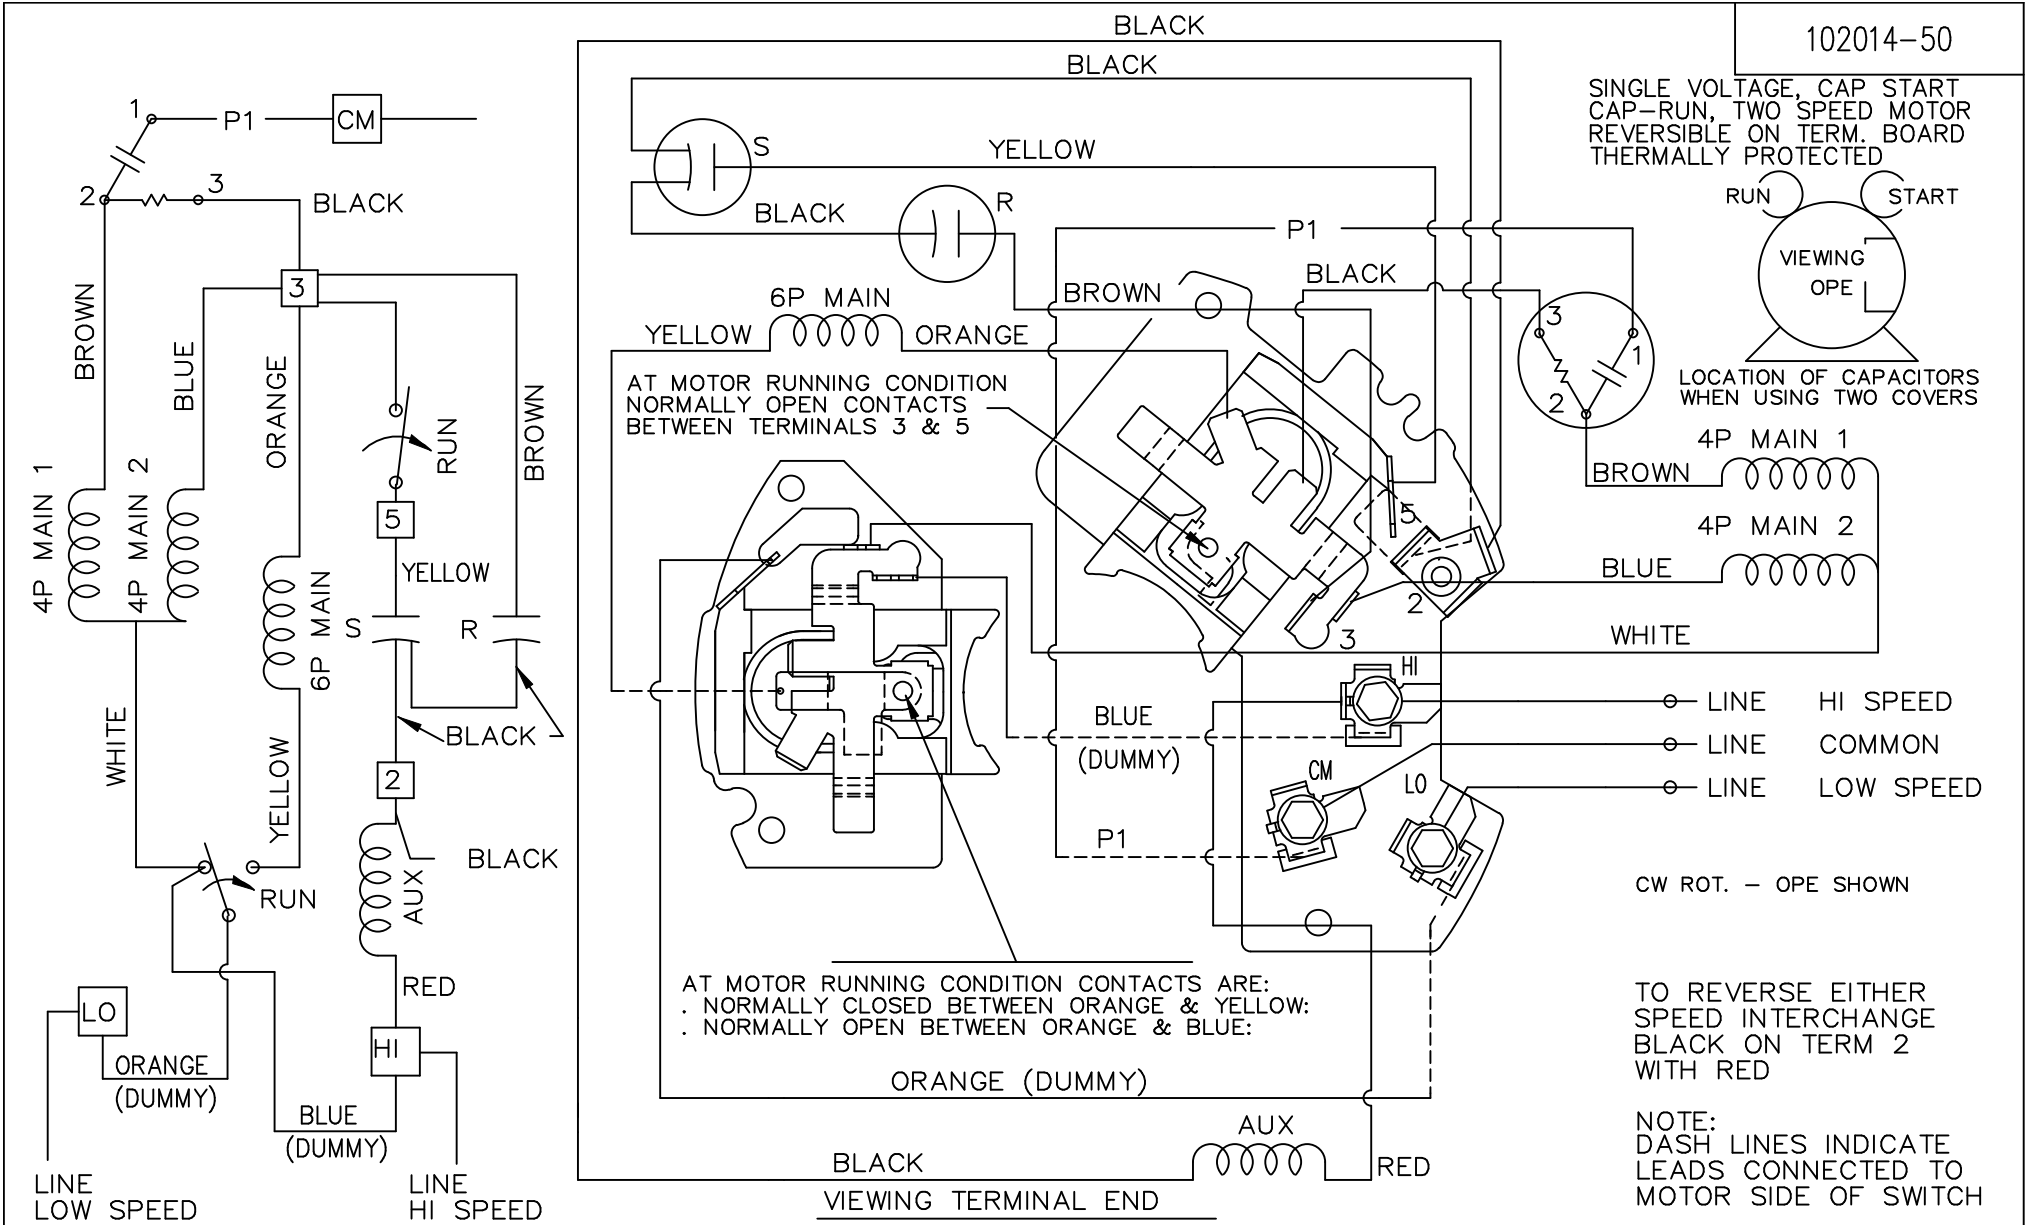 102014-50
SINGLE VOLTAGE, CAP START
CAP-RUN, TWO SPEED MOTOR
REVERSIBLE ON TERM. BOARD
THERMALLY PROTECTED
RUN
START
VIEWING
OPE
LOCATION OF CAPACITORS
WHEN USING TWO COVERS
1
P1
CM
2
3
BLACK
BROWN
BLUE
3
ORANGE
RUN
BROWN
4P MAIN 1
4P MAIN 2
5
YELLOW
6P MAIN
S
R
WHITE
YELLOW
BLACK
2
BLACK
RUN
AUX
RED
LO
HI
ORANGE
(DUMMY)
BLUE
(DUMMY)
LINE
LOW SPEED
LINE
HI SPEED
BLACK
BLACK
S
YELLOW
BLACK
R
P1
BLACK
BROWN
6P MAIN
YELLOW
ORANGE
3
1
2
AT MOTOR RUNNING CONDITION
NORMALLY OPEN CONTACTS
BETWEEN TERMINALS 3 & 5
4P MAIN 1
BROWN
4P MAIN 2
BLUE
WHITE
5
2
3
HI
LINE HI SPEED
BLUE
(DUMMY)
LINE COMMON
CM
LO
LINE LOW SPEED
P1
CW ROT. - OPE SHOWN
AT MOTOR RUNNING CONDITION CONTACTS ARE:
. NORMALLY CLOSED BETWEEN ORANGE & YELLOW:
. NORMALLY OPEN BETWEEN ORANGE & BLUE:
ORANGE (DUMMY)
AUX
BLACK
RED
VIEWING TERMINAL END
TO REVERSE EITHER
SPEED INTERCHANGE
BLACK ON TERM 2
WITH RED
NOTE:
DASH LINES INDICATE
LEADS CONNECTED TO
MOTOR SIDE OF SWITCH